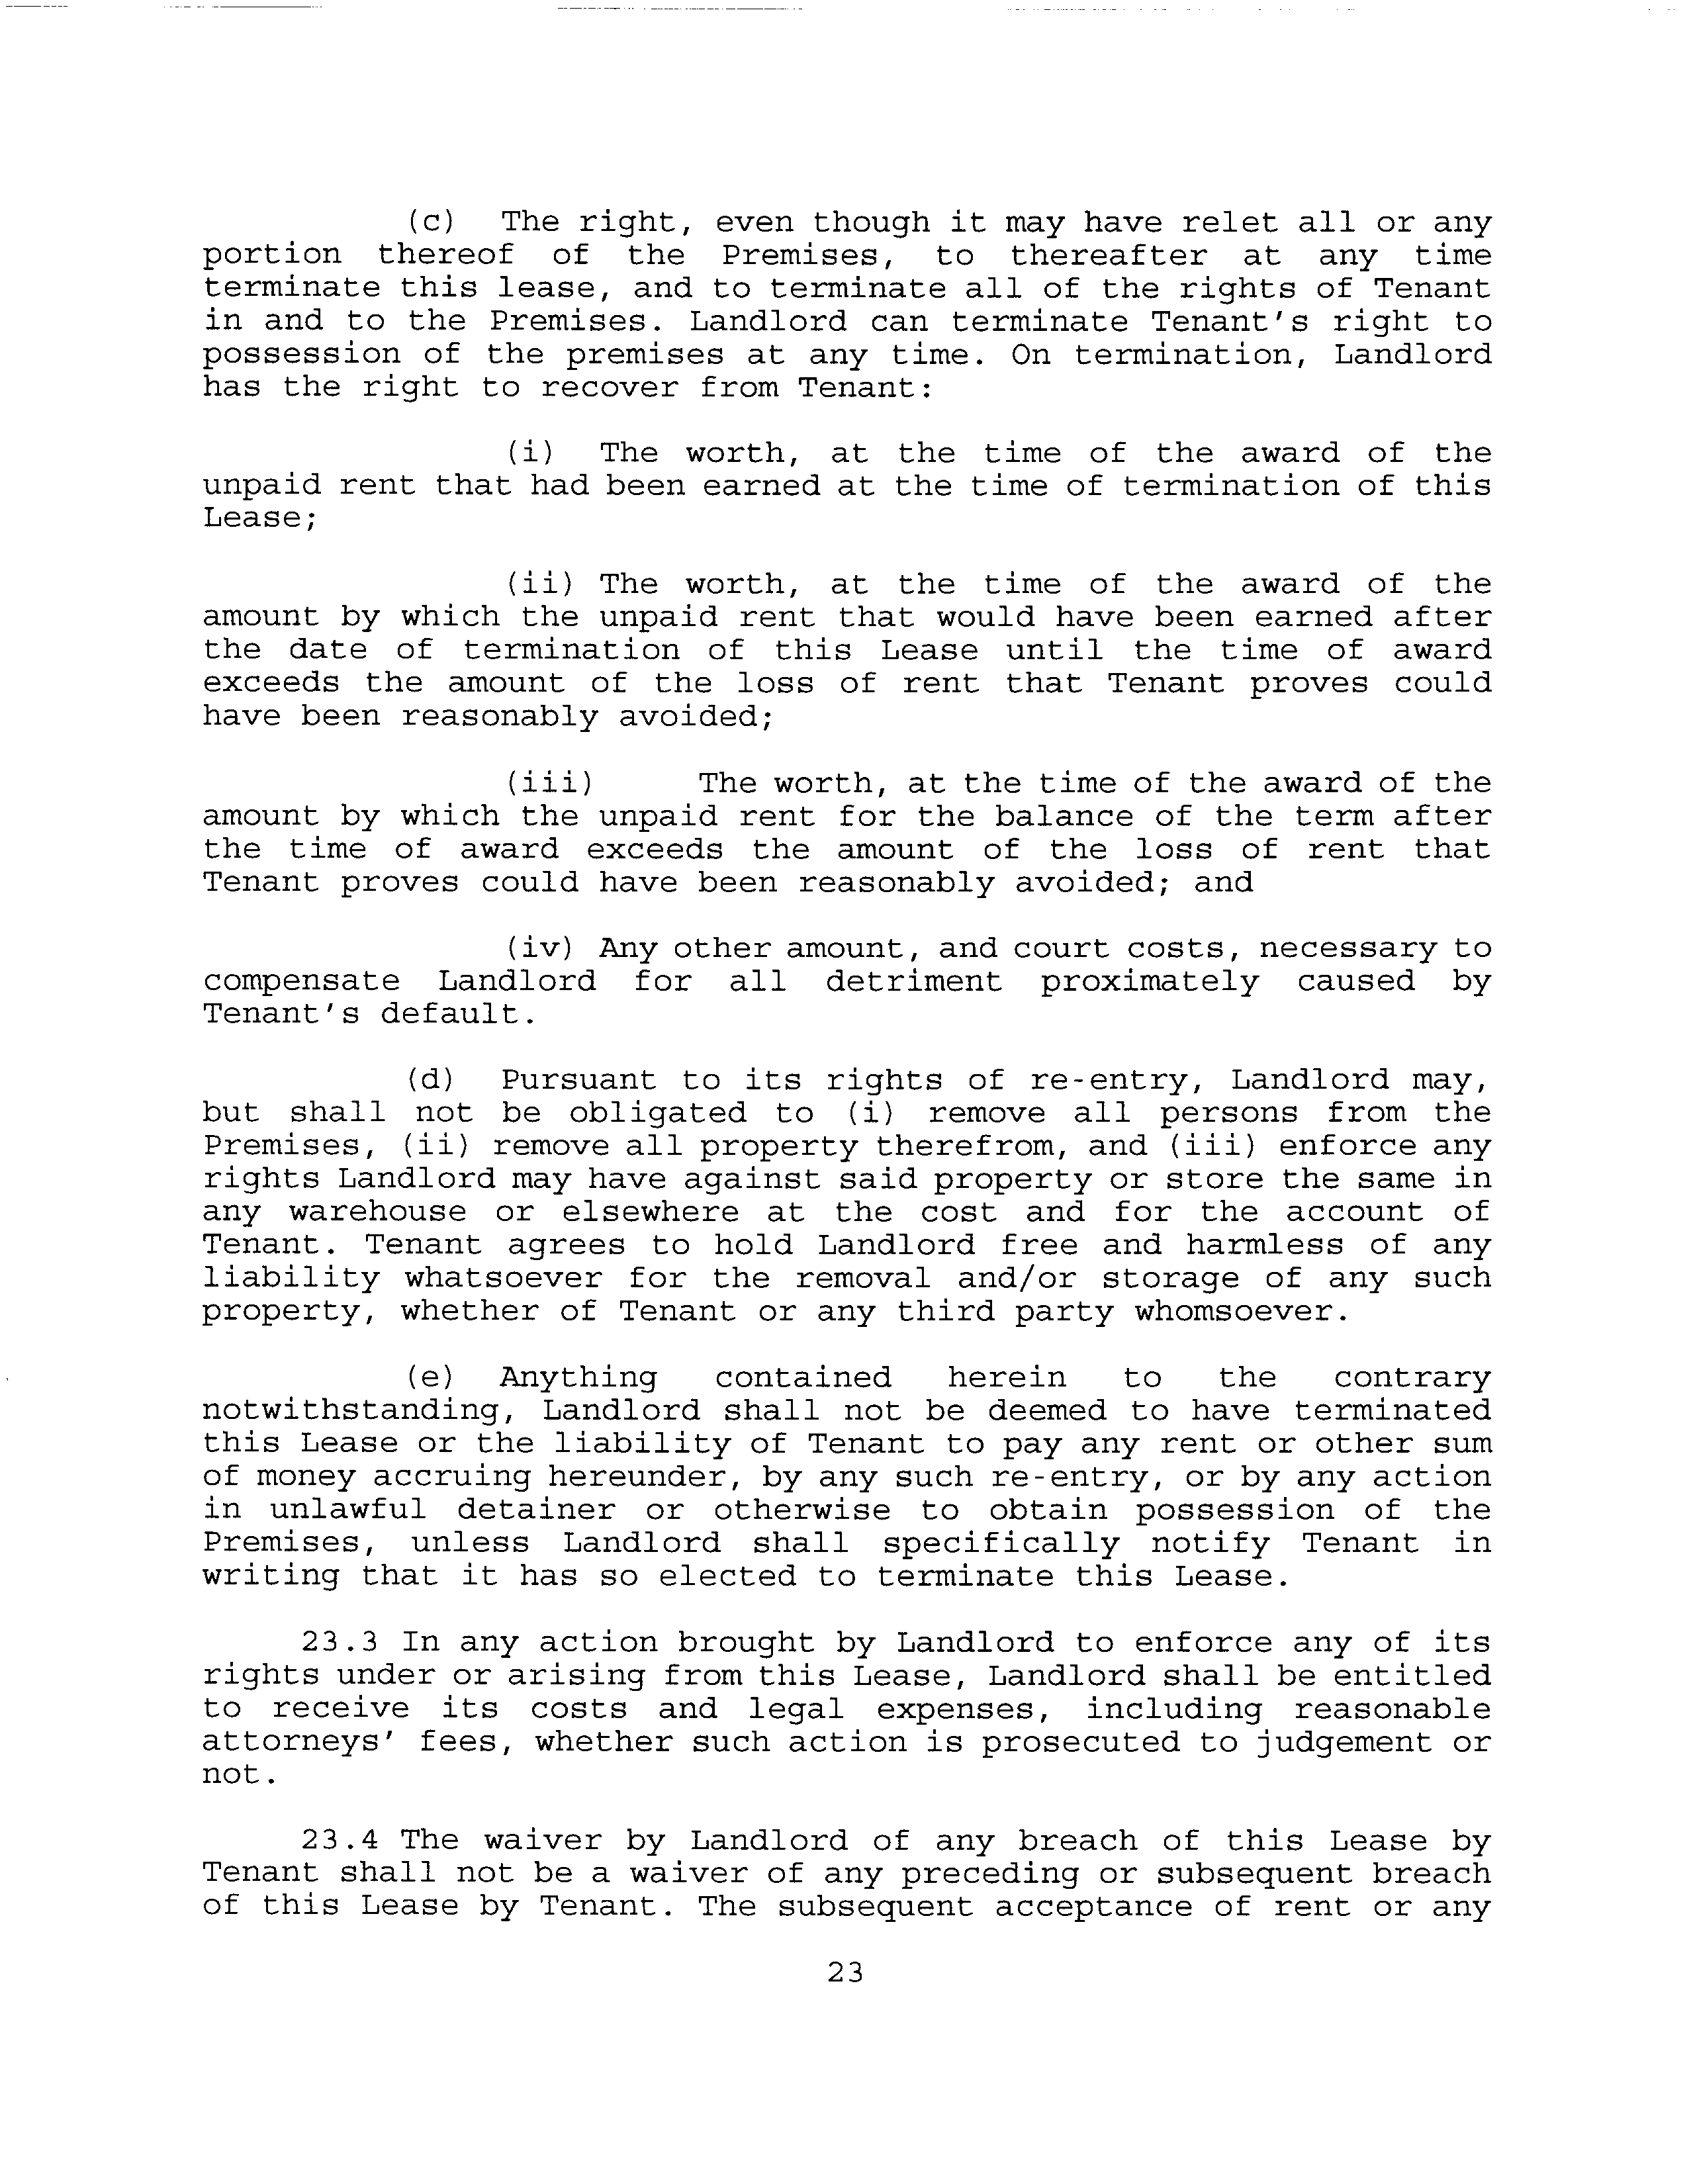 (c) The right, even though it may have relet all or any
portion thereof of the Premises, to thereafter at any time
terminate this lease, and to terminate all of the rights of Tenant
in and to the Premises. Landlord can terminate Tenant's right to
possession of the premises at any time. On termination, Landlord
has the right to recover from Tenant:
(i) The worth, at the time of the award of the
unpaid rent that had been earned at the time of termination of this
Lease;
(ii) The worth, at the time of the award of the
amount by which the unpaid rent that would have been earned after
the date of termination of this Lease until the time of award
exceeds the amount of the loss of rent that Tenant proves could
have been reasonably avoided;
(iii) The worth, at the time of the award of the
amount by which the unpaid rent for the balance of the term after
the time of award exceeds the amount of the loss of rent that
Tenant proves could have been reasonably avoided; and
(iv) Any other amount, and court costs, necessary to
compensate Landlord for all detriment proximately caused by
Tenant's default.
(d) Pursuant to its rights of re-entry, Landlord may,
but shall not be obligated to (i) remove all persons from the
Premises, (ii) remove all property therefrom, and (iii) enforce any
rights Landlord may have against said property or store the same in
any warehouse or elsewhere at the cost and for the account of
Tenant. Tenant agrees to hold Landlord free and harmless of any
liability whatsoever for the removal and/or storage of any such
property, whether of Tenant or any third party whomsoever.
(e) Anything contained herein to the contrary
notwithstanding, Landlord shall not be deemed to have terminated
this Lease or the liability of Tenant to pay any rent or other sum
of money accruing hereunder, by any such re-entry, or by any action
in unlawful detainer or otherwise to obtain possession of the
Premises, unless Landlord shall specifically notify Tenant in
writing that it has so elected to terminate this Lease.
23.3 In any action brought by Landlord to enforce any of its
rights under or arising from this Lease, Landlord shall be entitled
to receive its costs and legal expenses, including reasonable
attorneys' fees, whether such action is prosecuted to judgement or
not.
23.4 The waiver by Landlord of any breach of this Lease by
Tenant shall not be a waiver of any preceding or subsequent breach
of this Lease by Tenant. The subsequent acceptance of rent or any
23